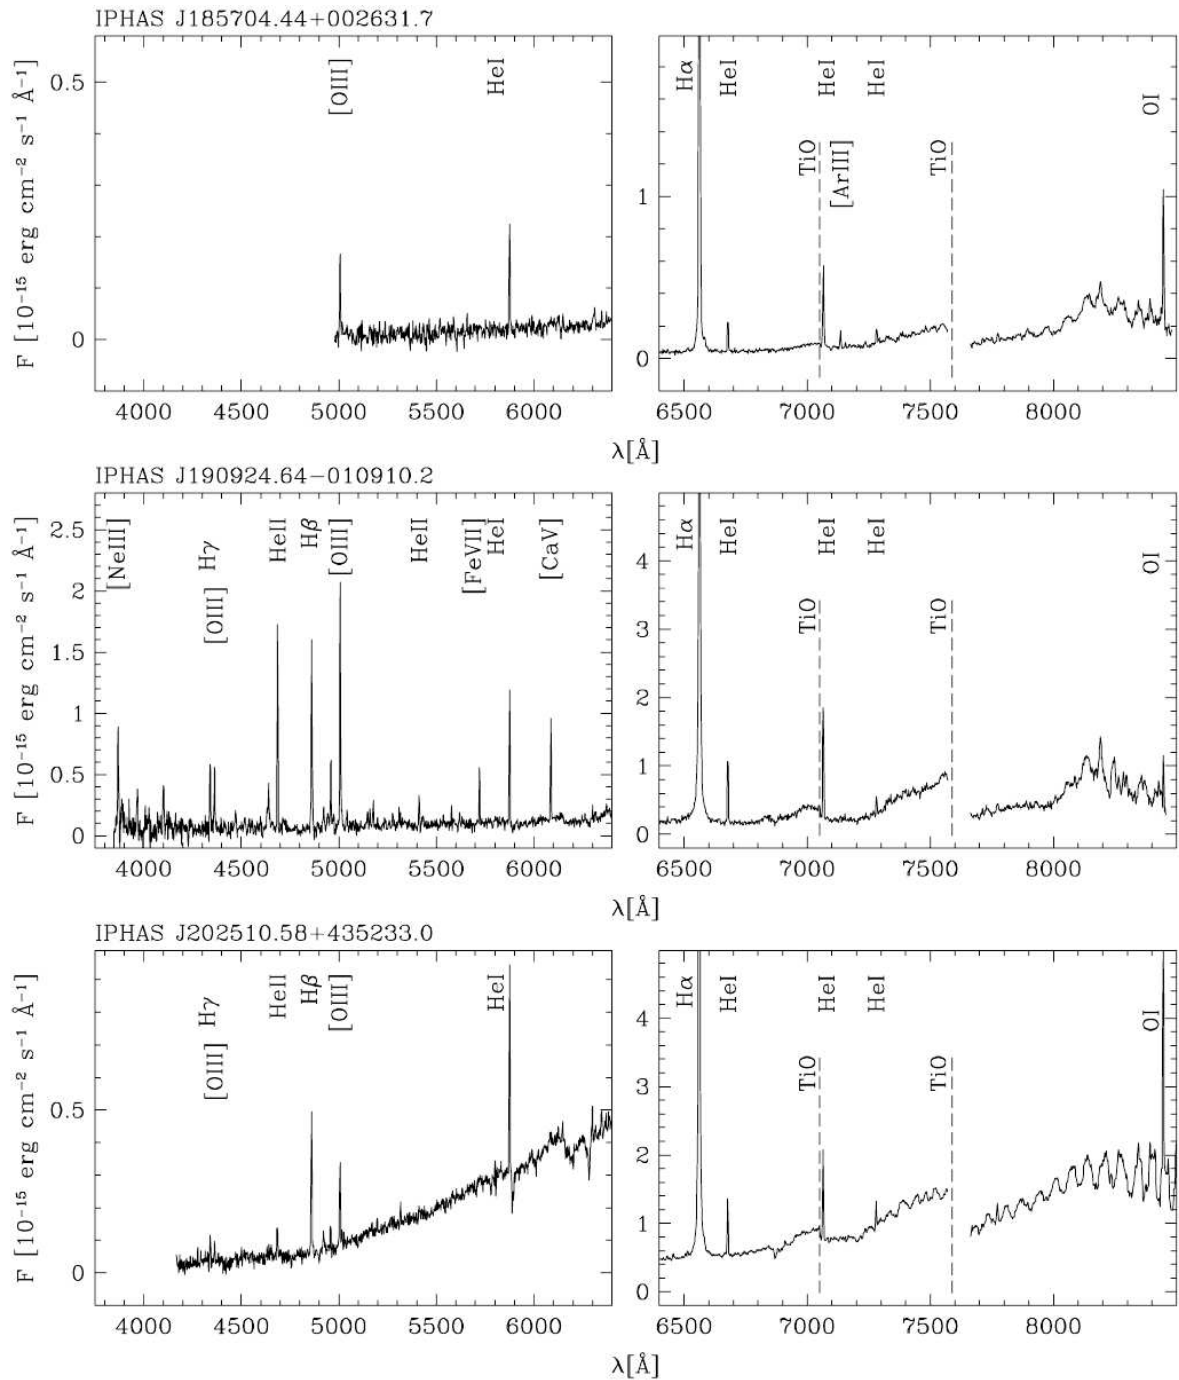 IPHAS J185704.44+002631.7
F [10⁻¹⁵ erg cm⁻² s⁻¹ Å⁻¹]
0.5
0
[OIII]
HeI
4000 4500 5000 5500 6000
Hα
HeI
HeI
HeI
OI
TiO
[ArIII]
TiO
1
0
6500 7000 7500 8000
λ[Å]
IPHAS J190924.64−010910.2
F [10⁻¹⁵ erg cm⁻² s⁻¹ Å⁻¹]
2.5
2
1.5
1
0.5
0
[NeIII]
Hγ
[OIII]
HeII
Hβ
[OIII]
HeII
[FeVII]
HeI
[CaV]
4000 4500 5000 5500 6000
Hα
HeI
HeI
HeI
OI
TiO
TiO
4
3
2
1
0
6500 7000 7500 8000
λ[Å]
IPHAS J202510.58+435233.0
F [10⁻¹⁵ erg cm⁻² s⁻¹ Å⁻¹]
0.5
0
Hγ
[OIII]
HeII
Hβ
[OIII]
HeI
4000 4500 5000 5500 6000
Hα
HeI
HeI
HeI
OI
TiO
TiO
4
3
2
1
0
6500 7000 7500 8000
λ[Å]